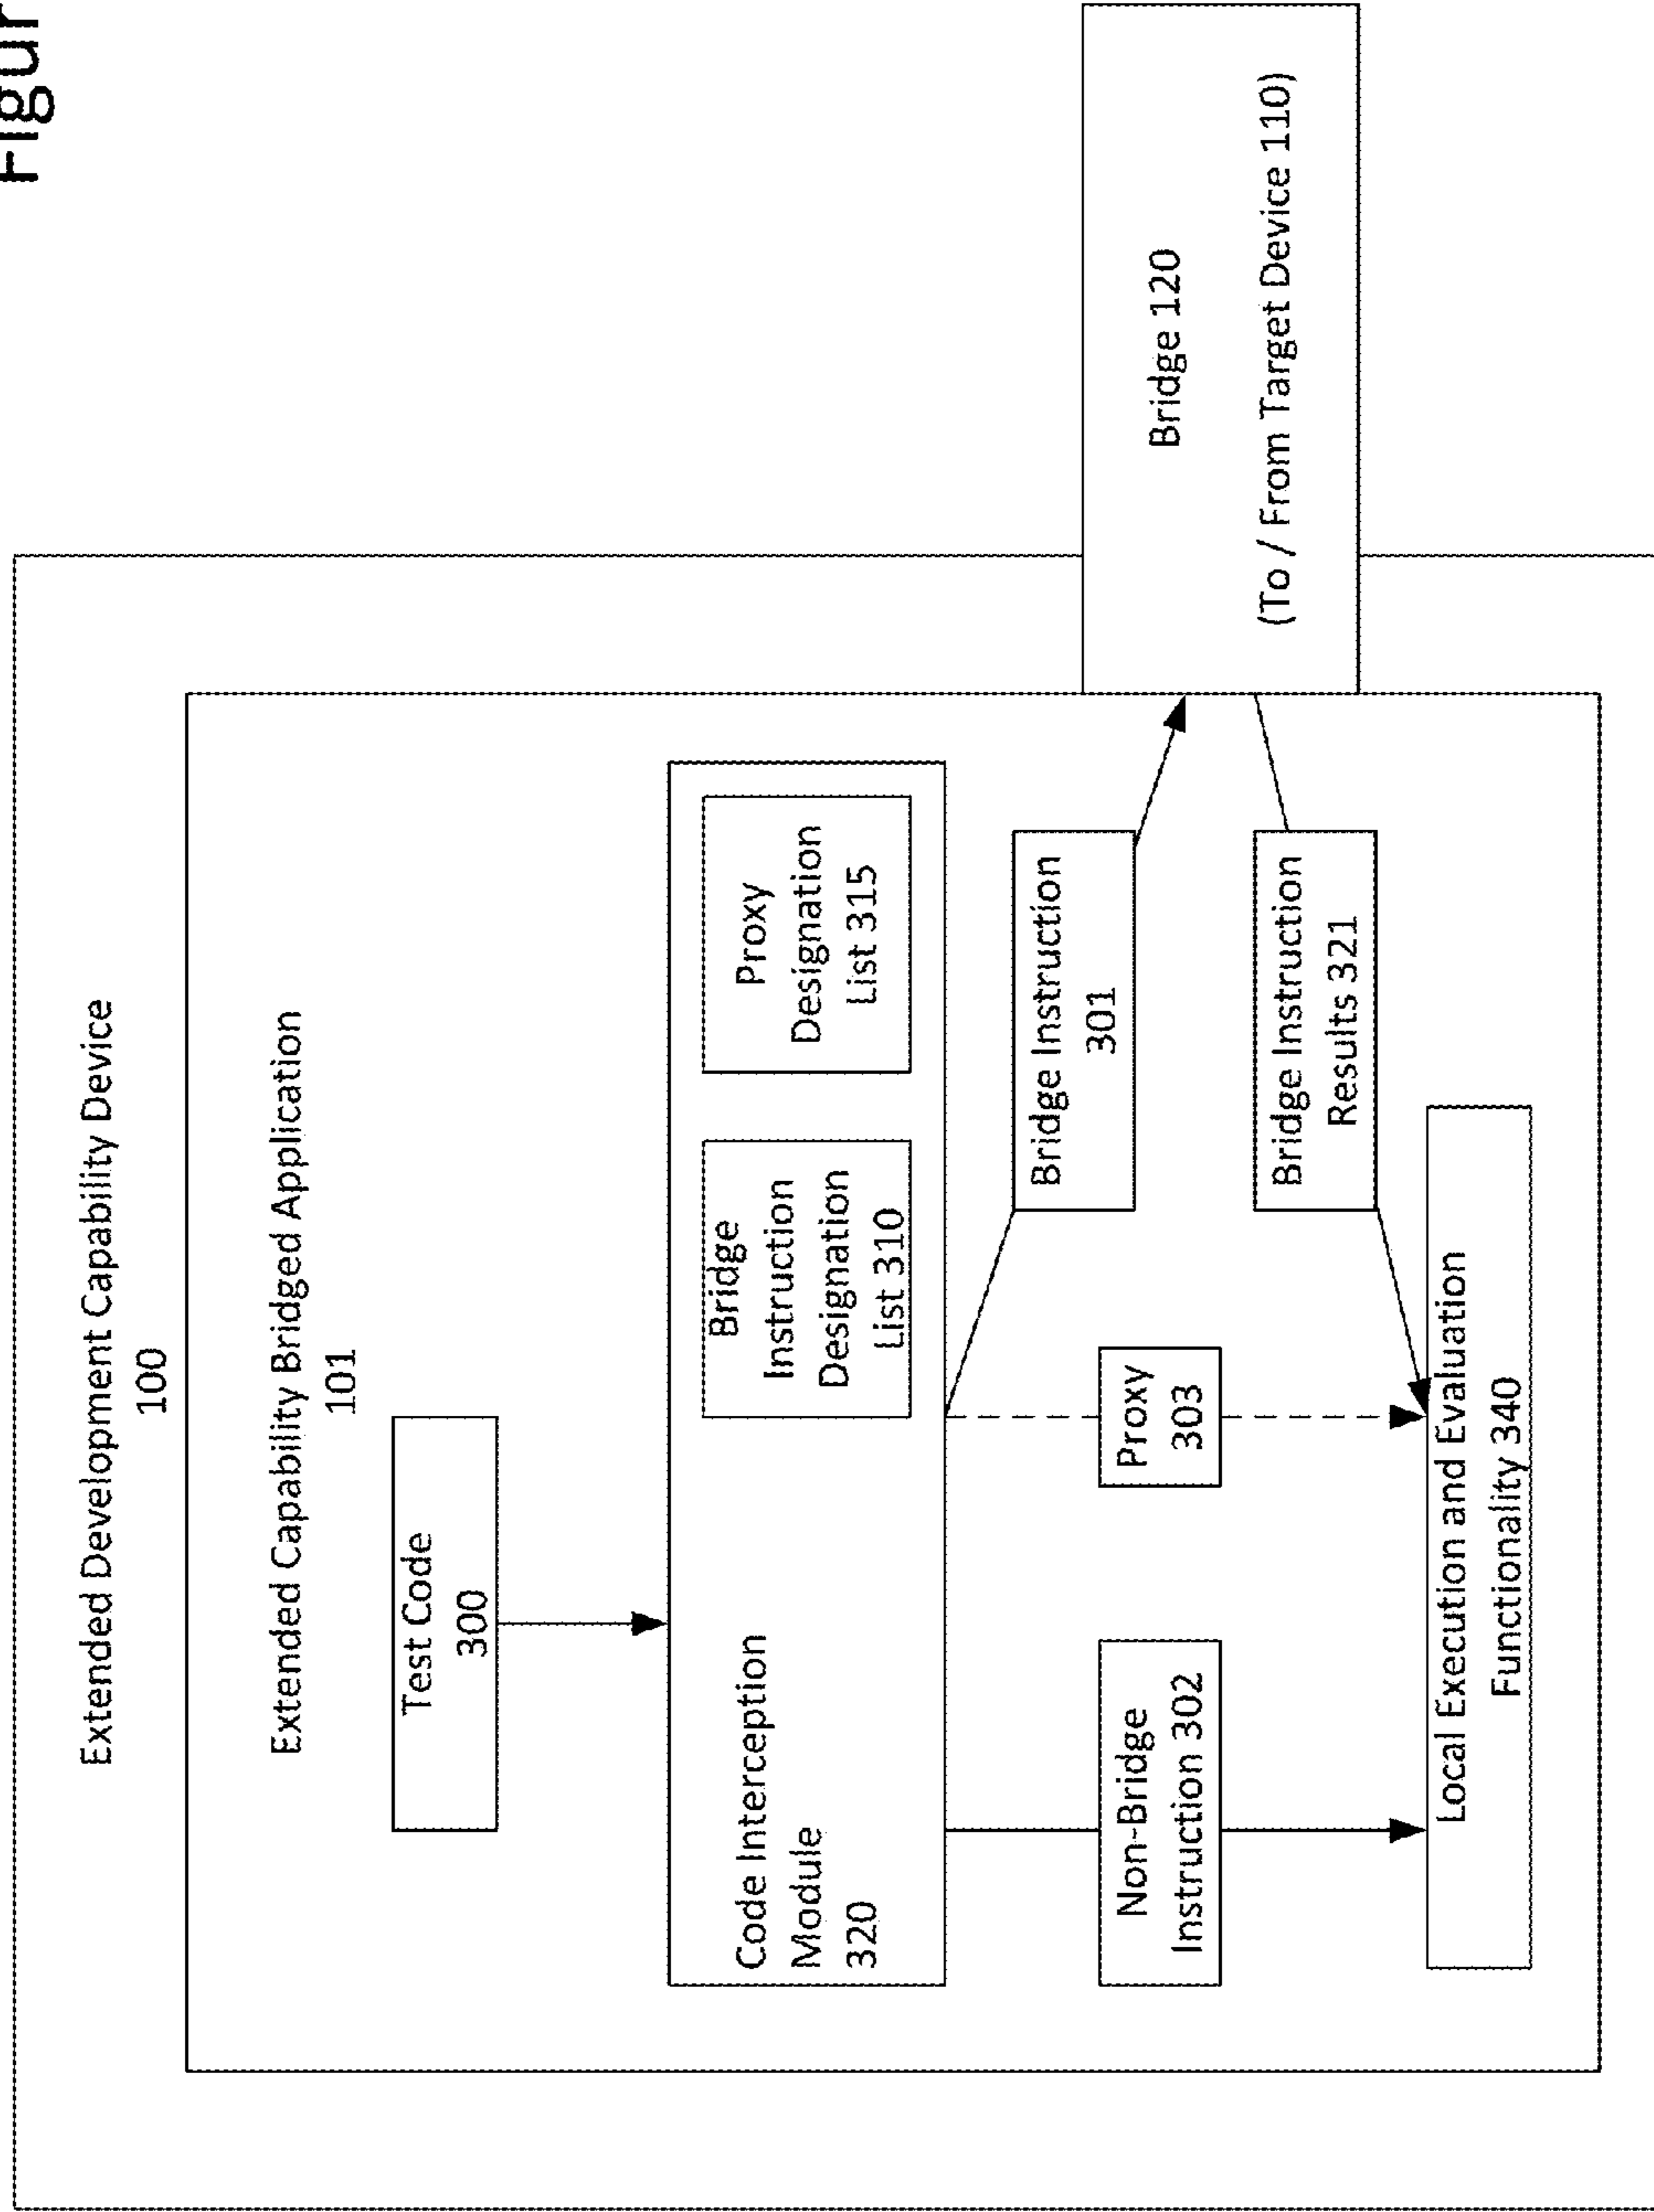 Figur
Extended Development Capability Device
100
Extended Capability Bridged Application
101
Test Code
300
Code Interception
Module
320
Bridge
Instruction
Designation
List 310
Proxy
Designation
List 315
Non-Bridge
Instruction 302
Proxy
303
Bridge Instruction
301
Bridge Instruction
Results 321
Bridge 120
(To / From Target Device 110)
Local Execution and Evaluation
Functionality 340